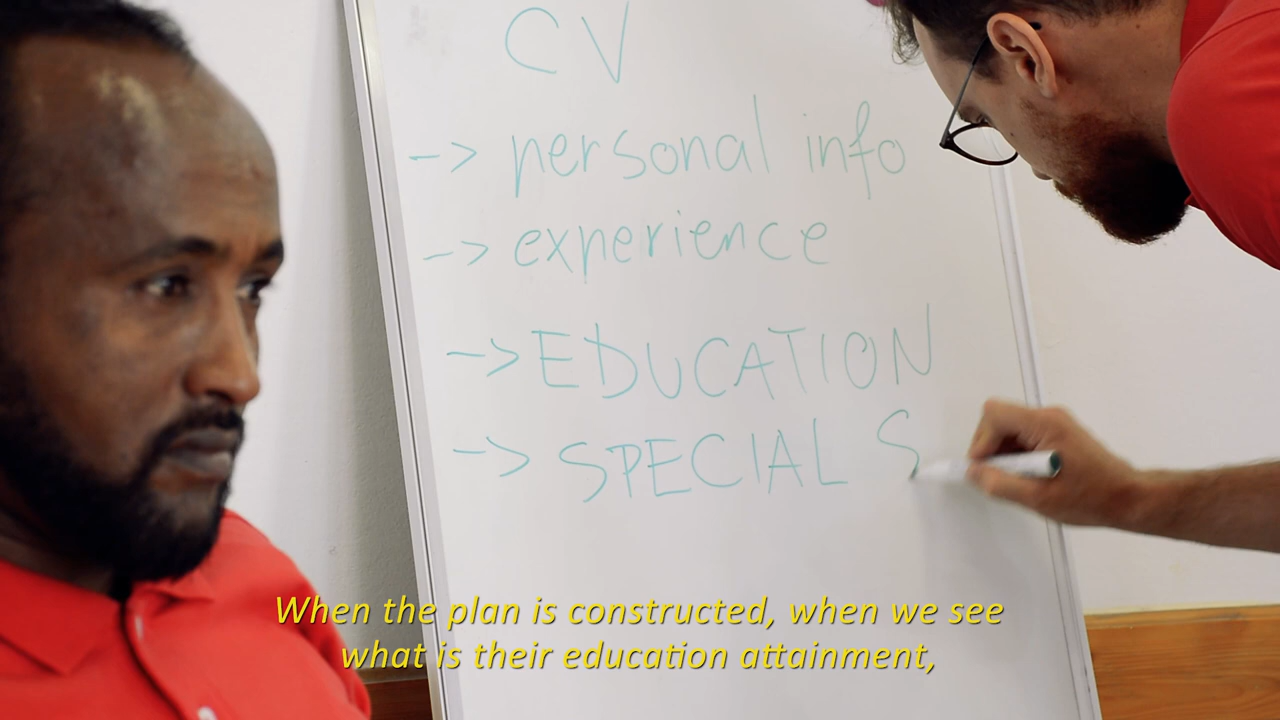 CV
-> personal info
-> experience
-> EDUCATION
-> SPECIAL S
When the plan is constructed, when we see
what is their education attainment,